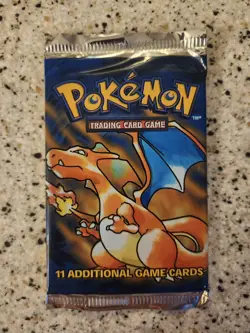 POKéMON
TRADING CARD GAME
11 ADDITIONAL GAME CARDS